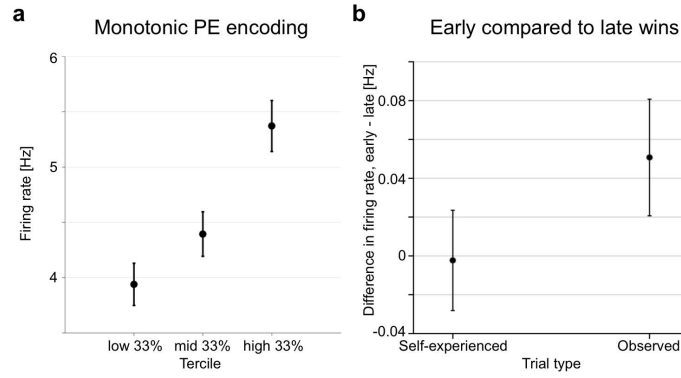 a
Monotonic PE encoding
6
5
4
Firing rate [Hz]
low 33% mid 33% high 33%
Tercile
b
Early compared to late wins
0.08
0.04
0
-0.04
Difference in firing rate, early - late [Hz]
Self-experienced Observed
Trial type